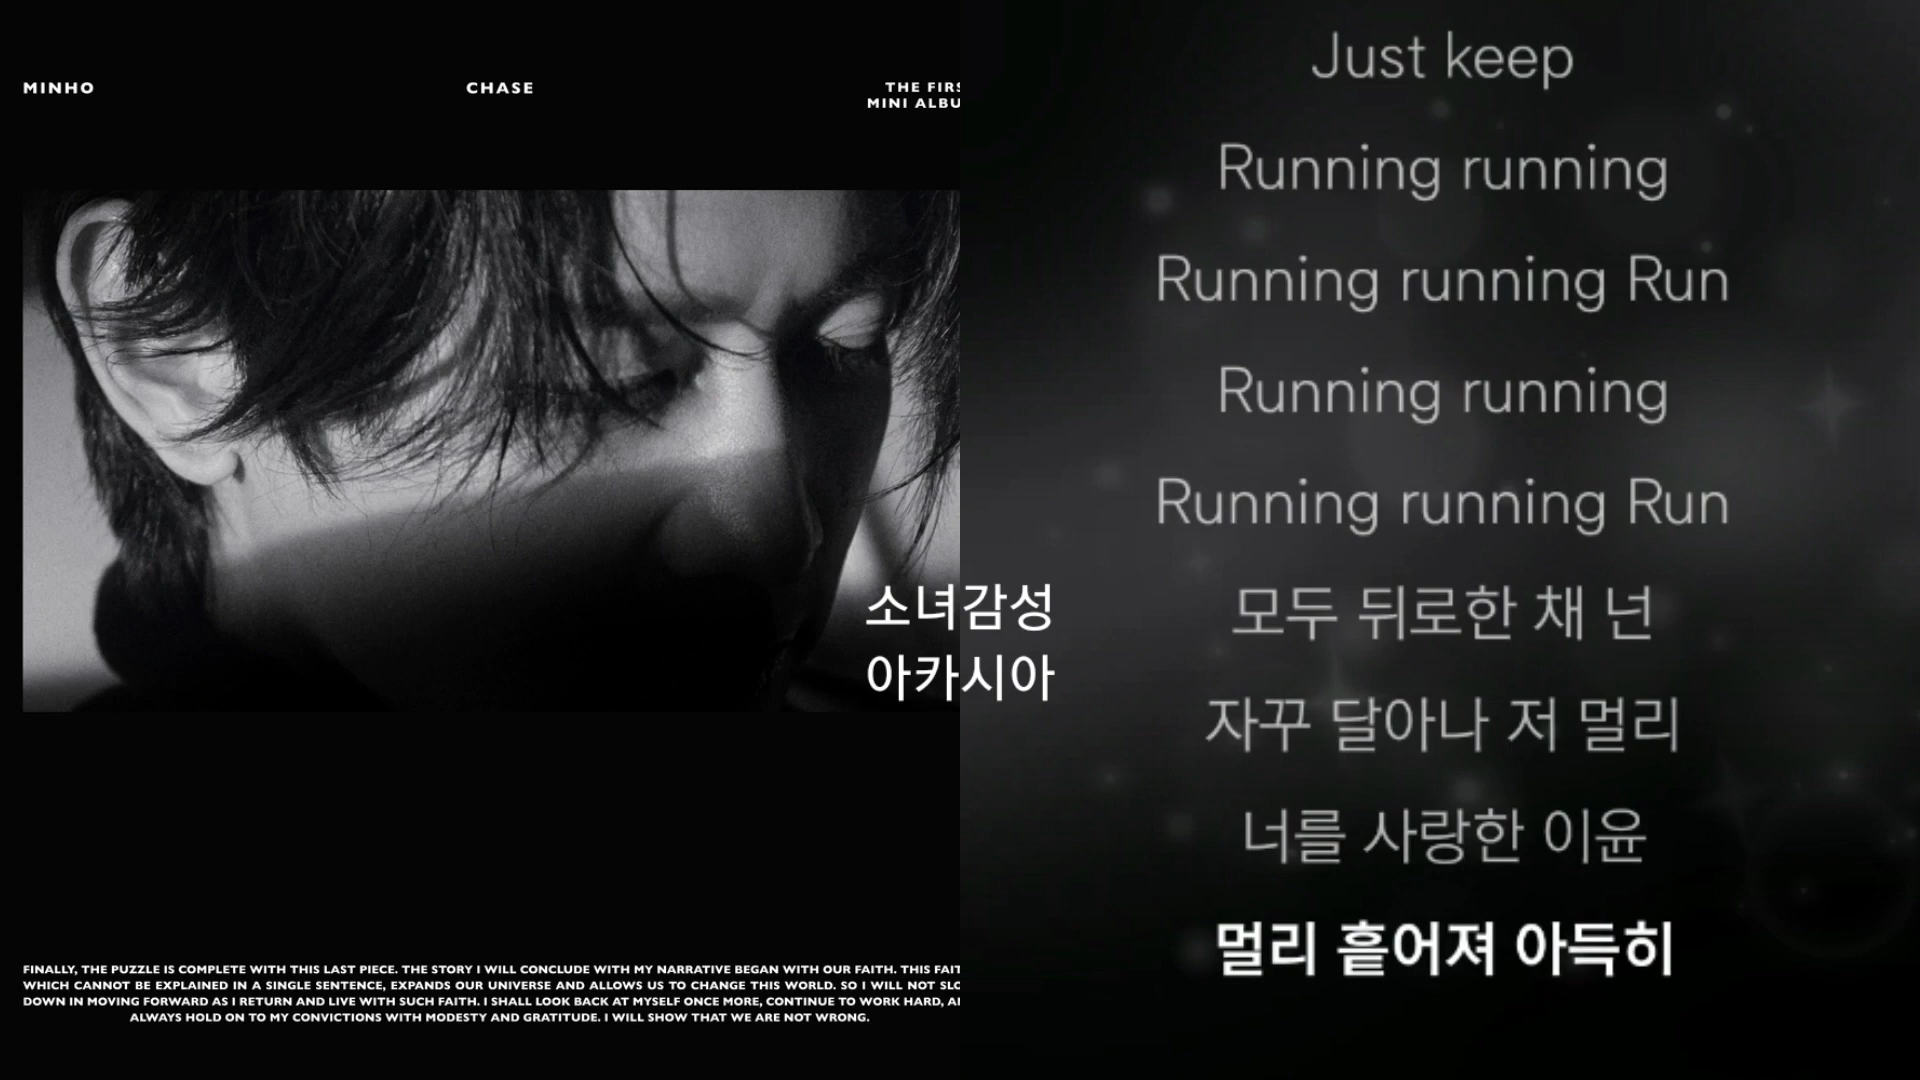 MINHO
CHASE
THE FIRS
MINI ALBU
소녀감성
아카시아
FINALLY, THE PUZZLE IS COMPLETE WITH THIS LAST PIECE. THE STORY I WILL CONCLUDE WITH MY NARRATIVE BEGAN WITH OUR FAITH. THIS FAIT
WHICH CANNOT BE EXPLAINED IN A SINGLE SENTENCE, EXPANDS OUR UNIVERSE AND ALLOWS US TO CHANGE THIS WORLD. SO I WILL NOT SLO
DOWN IN MOVING FORWARD AS I RETURN AND LIVE WITH SUCH FAITH. I SHALL LOOK BACK AT MYSELF ONCE MORE, CONTINUE TO WORK HARD, A
ALWAYS HOLD ON TO MY CONVICTIONS WITH MODESTY AND GRATITUDE. I WILL SHOW THAT WE ARE NOT WRONG.
Just keep
Running running
Running running Run
Running running
Running running Run
모두 뒤로한 채 넌
자꾸 달아나 저 멀리
너를 사랑한 이윤
멀리 흩어져 아득히